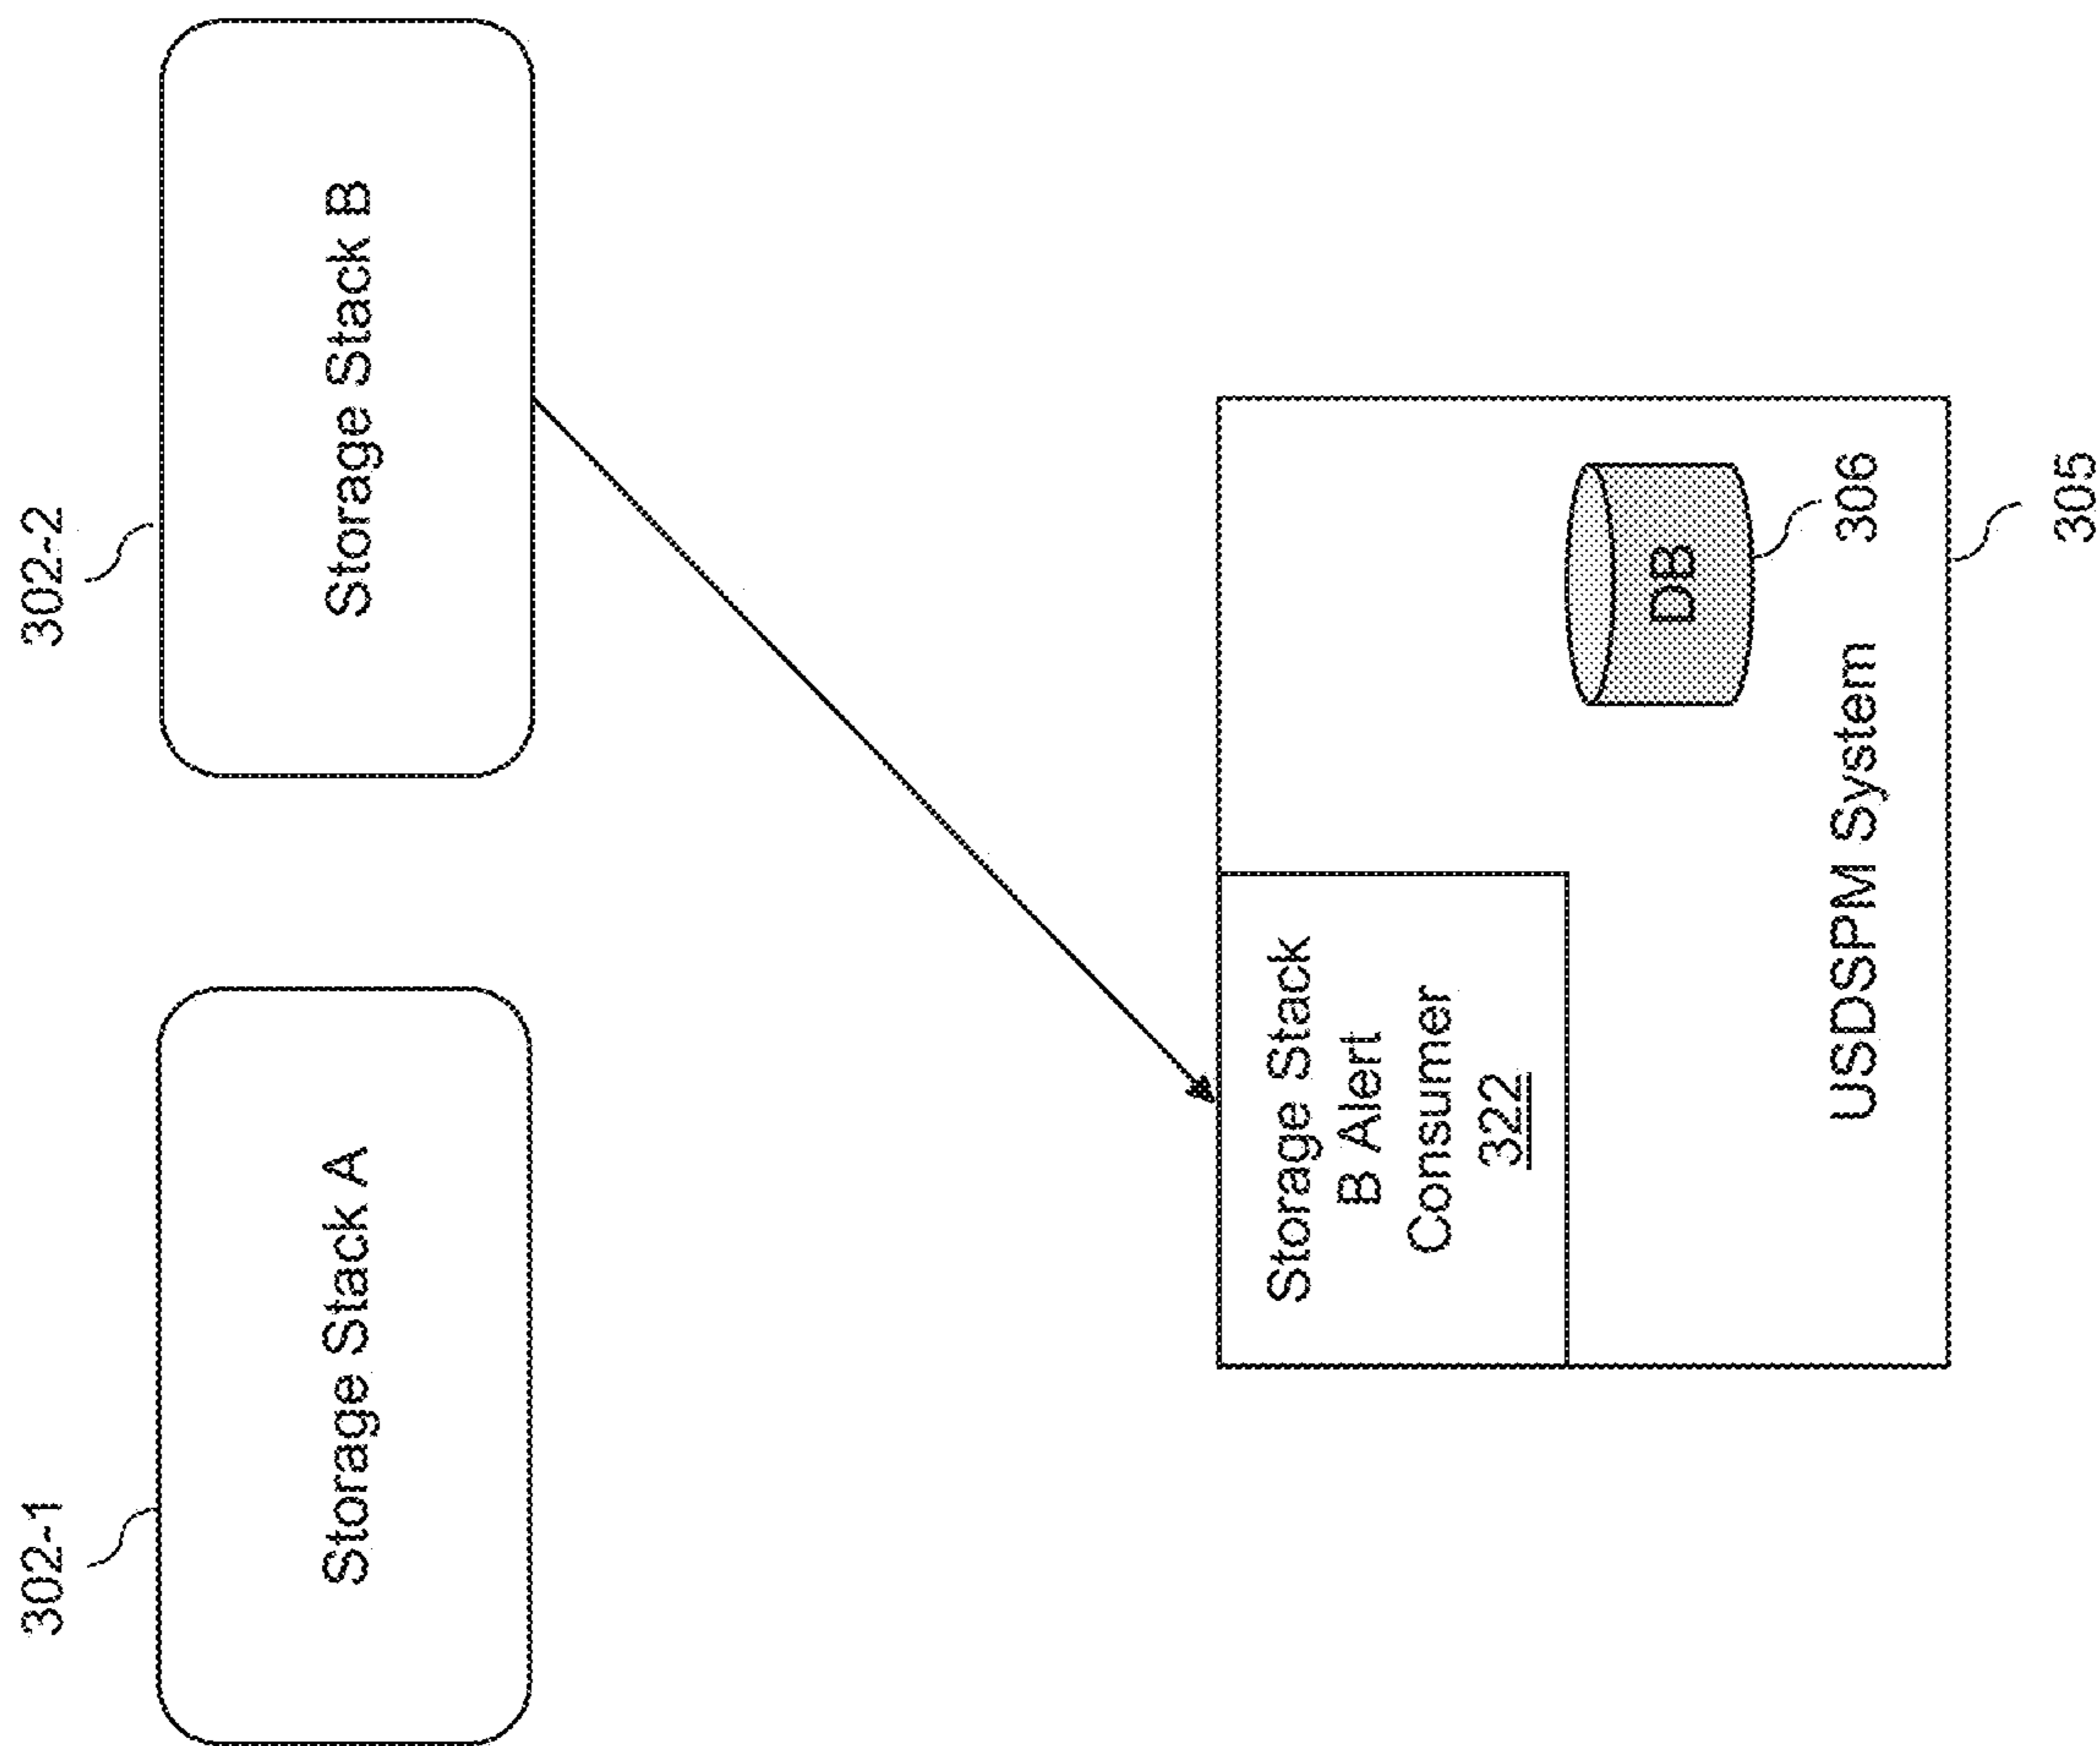 302-1
302-2
Storage Stack A
Storage Stack B
Storage Stack
B Alert
Consumer
322
DB
USDSPM System
306
305